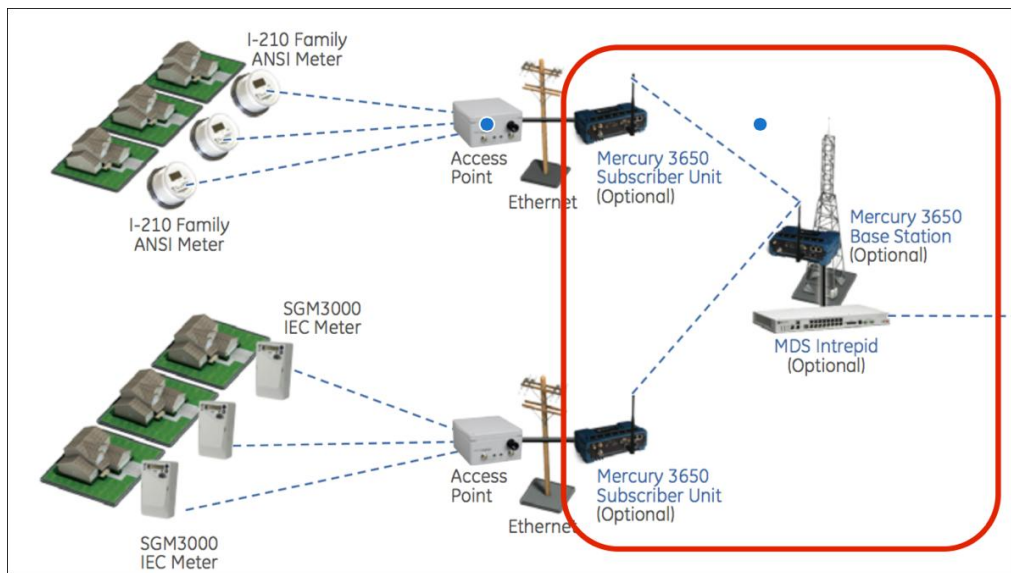 I-210 Family
ANSI Meter
I-210 Family
ANSI Meter
Access
Point
Ethernet
Mercury 3650
Subscriber Unit
(Optional)
Mercury 3650
Base Station
(Optional)
MDS Intrepid
(Optional)
SGM3000
IEC Meter
SGM3000
IEC Meter
Access
Point
Ethernet
Mercury 3650
Subscriber Unit
(Optional)